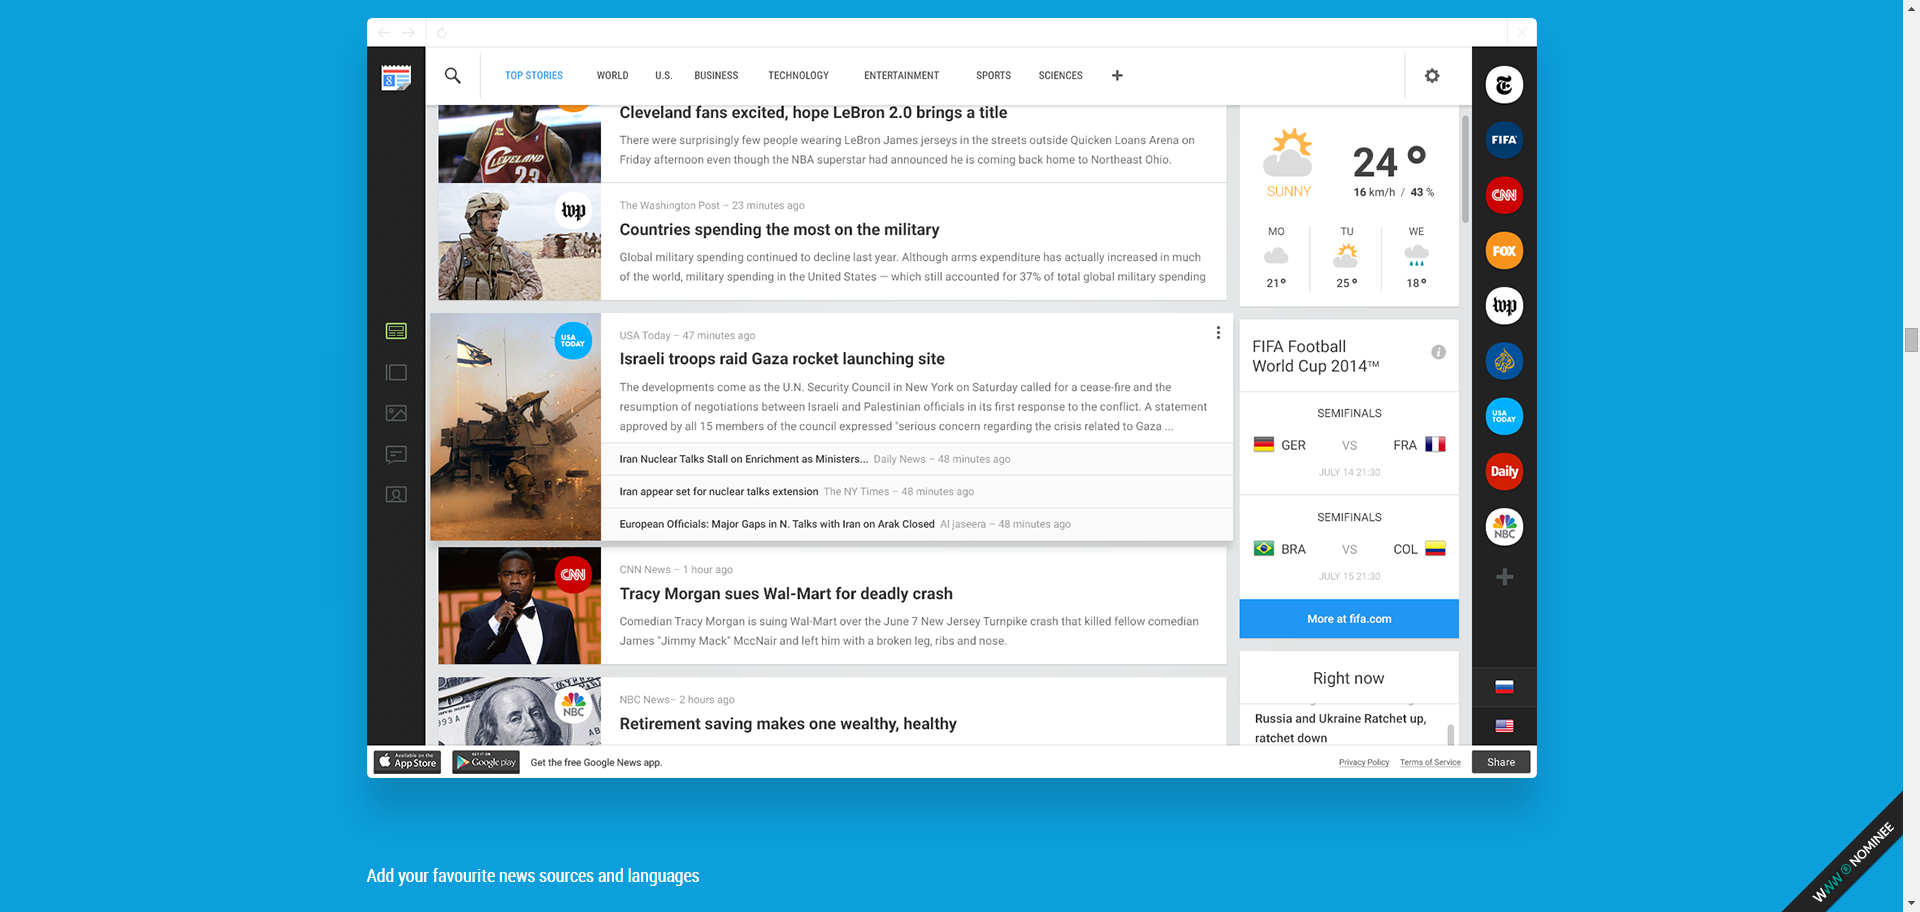 TOP STORIES WORLD U.S. BUSINESS TECHNOLOGY ENTERTAINMENT SPORTS SCIENCES
Cleveland fans excited, hope LeBron 2.0 brings a title
There were surprisingly few people wearing LeBron James jerseys in the streets outside Quicken Loans Arena on
Friday afternoon even though the NBA superstar had announced he is coming back home to Northeast Ohio.
CLEVELAND
23
wp
The Washington Post – 23 minutes ago
Countries spending the most on the military
Global military spending continued to decline last year. Although arms expenditure has actually increased in much
of the world, military spending in the United States — which still accounted for 37% of total global military spending
USA
TODAY
USA Today – 47 minutes ago
Israeli troops raid Gaza rocket launching site
The developments come as the U.N. Security Council in New York on Saturday called for a cease-fire and the
resumption of negotiations between Israeli and Palestinian officials in its first response to the conflict. A statement
approved by all 15 members of the council expressed "serious concern regarding the crisis related to Gaza ...
Iran Nuclear Talks Stall on Enrichment as Ministers... Daily News – 48 minutes ago
Iran appear set for nuclear talks extension The NY Times – 48 minutes ago
European Officials: Major Gaps in N. Talks with Iran on Arak Closed Al jaseera – 48 minutes ago
CNN
CNN News – 1 hour ago
Tracy Morgan sues Wal-Mart for deadly crash
Comedian Tracy Morgan is suing Wal-Mart over the June 7 New Jersey Turnpike crash that killed fellow comedian
James "Jimmy Mack" MccNair and left him with a broken leg, ribs and nose.
NBC
NBC News– 2 hours ago
Retirement saving makes one wealthy, healthy
SUNNY
24°
16 km/h / 43 %
MO TU WE
21° 25° 18°
FIFA Football
World Cup 2014™
SEMIFINALS
GER VS FRA
JULY 14 21:30
SEMIFINALS
BRA VS COL
JULY 15 21:30
More at fifa.com
Right now
Russia and Ukraine Ratchet up,
ratchet down
T
FIFA
CNN
FOX
wp
USA
TODAY
Daily
NBC
Available on the
App Store
GET IT ON
Google play
Get the free Google News app.
Privacy Policy Terms of Service Share
Add your favourite news sources and languages
WWW NOMINEE